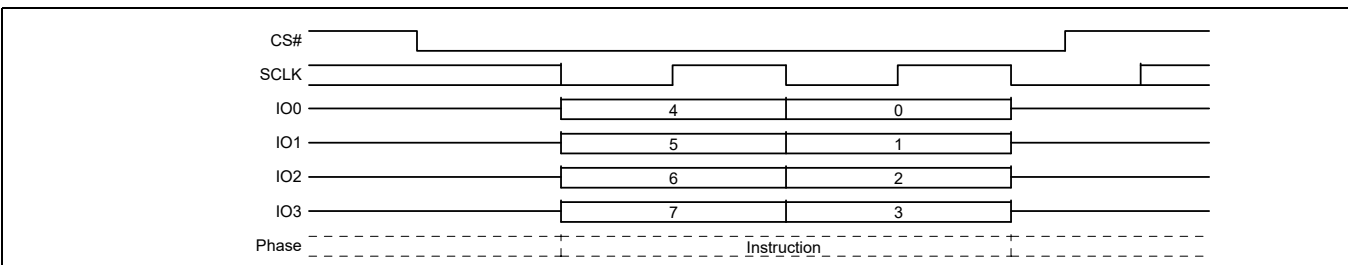 CS#
SCLK
IO0 4 0
IO1 5 1
IO2 6 2
IO3 7 3
Phase Instruction